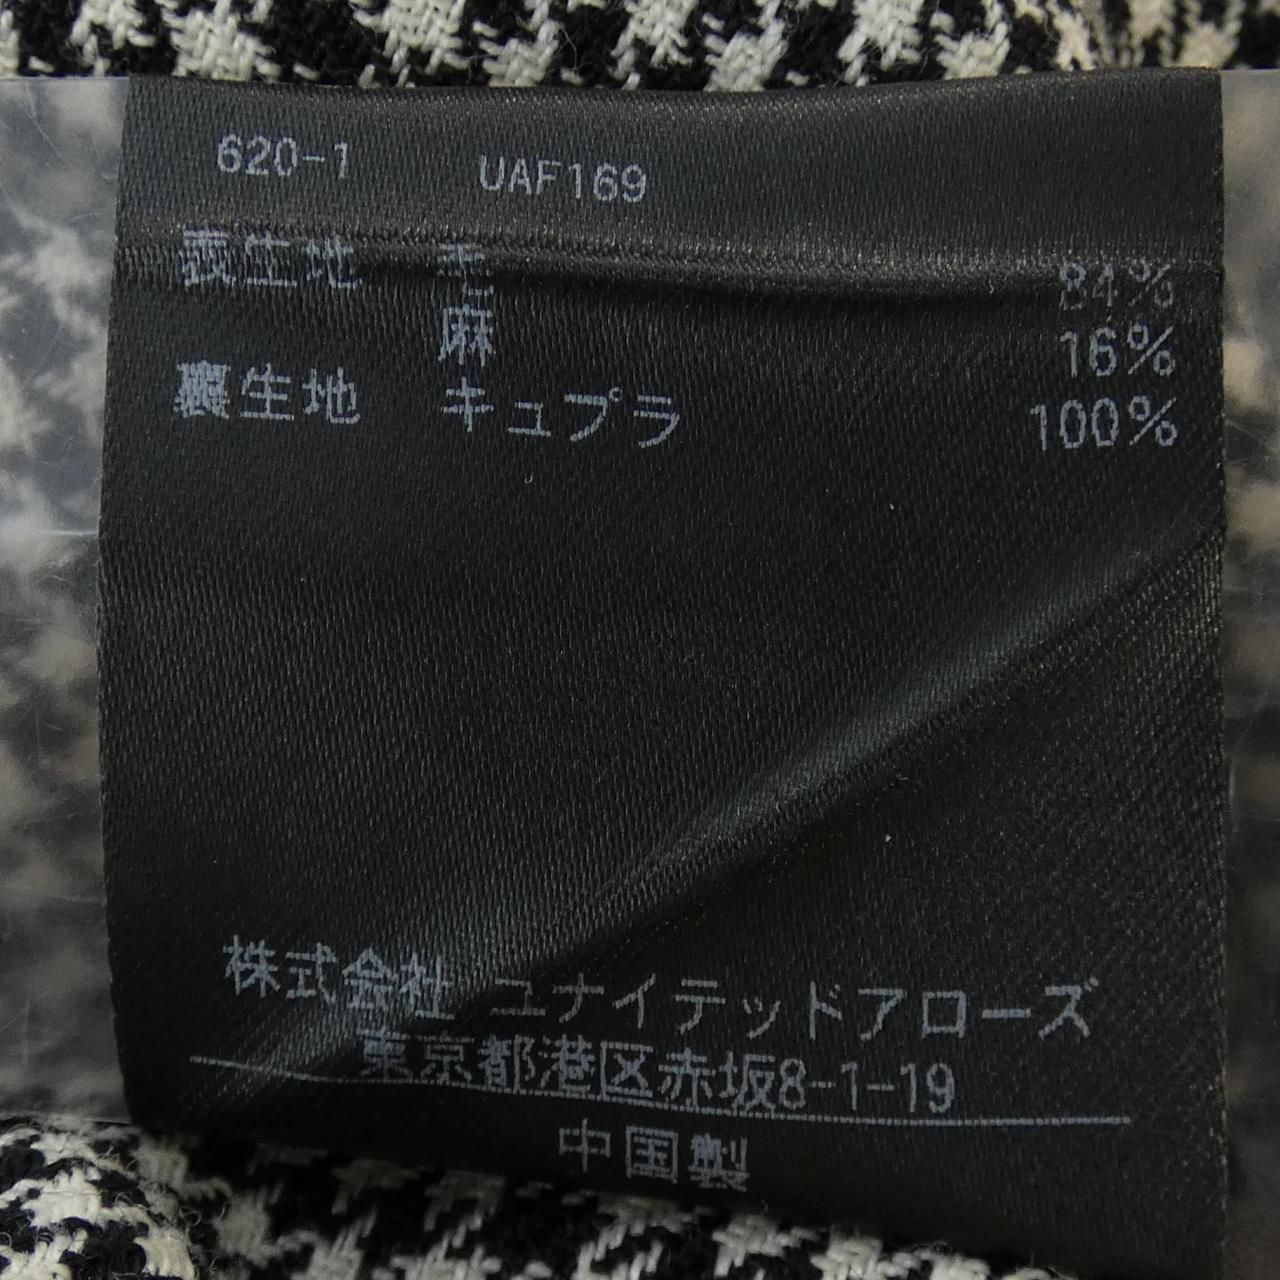 620-1 UAF169
表生地 毛 84%
麻 16%
裏生地 キュプラ 100%
株式会社 ユナイテッドアローズ
東京都港区赤坂8-1-19
中国製